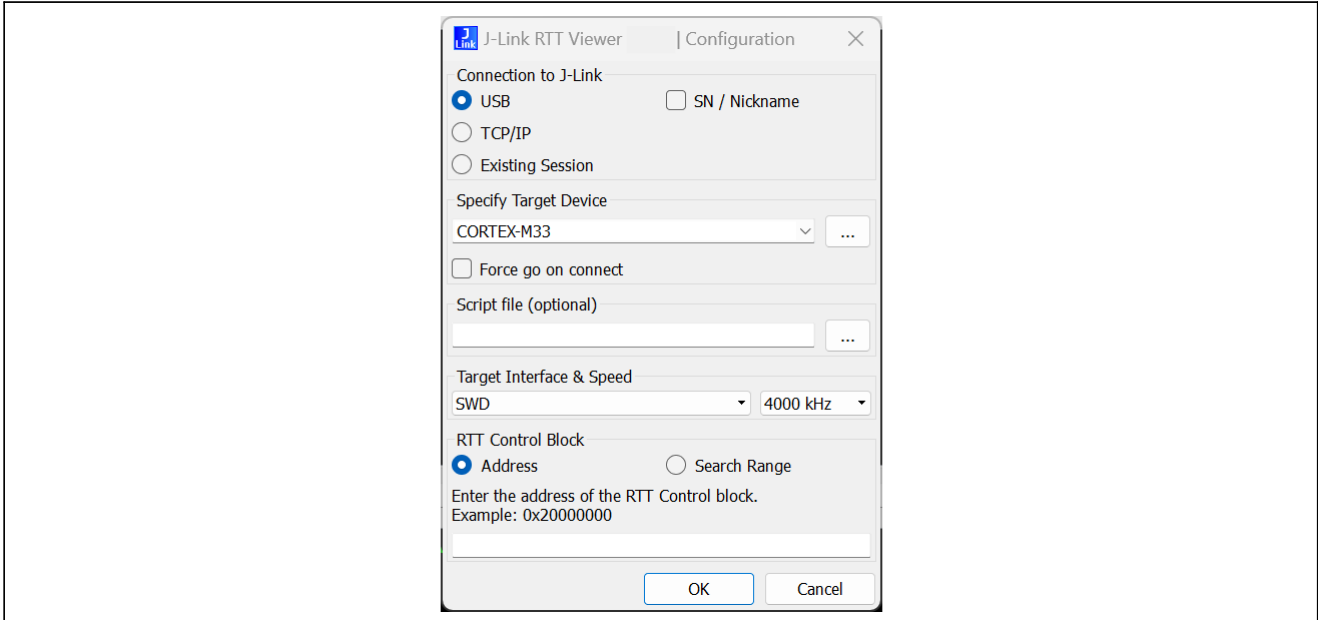 J-Link RTT Viewer | Configuration
Connection to J-Link
USB SN / Nickname
TCP/IP
Existing Session
Specify Target Device
CORTEX-M33 ...
Force go on connect
Script file (optional)
...
Target Interface & Speed
SWD 4000 kHz
RTT Control Block
Address Search Range
Enter the address of the RTT Control block.
Example: 0x20000000
OK Cancel